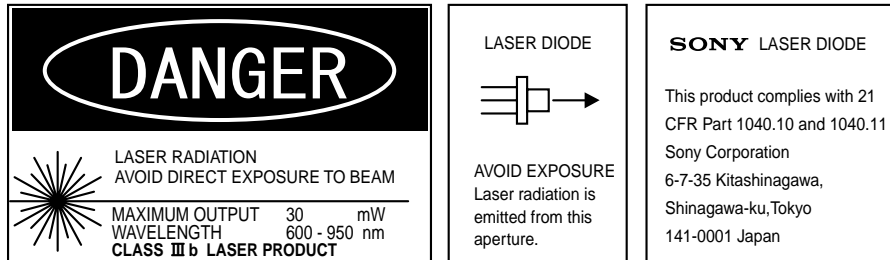 DANGER
LASER RADIATION
AVOID DIRECT EXPOSURE TO BEAM
MAXIMUM OUTPUT 30 mW
WAVELENGTH 600 - 950 nm
CLASS Ⅲ b LASER PRODUCT
LASER DIODE
AVOID EXPOSURE
Laser radiation is
emitted from this
aperture.
SONY LASER DIODE
This product complies with 21
CFR Part 1040.10 and 1040.11
Sony Corporation
6-7-35 Kitashinagawa,
Shinagawa-ku,Tokyo
141-0001 Japan